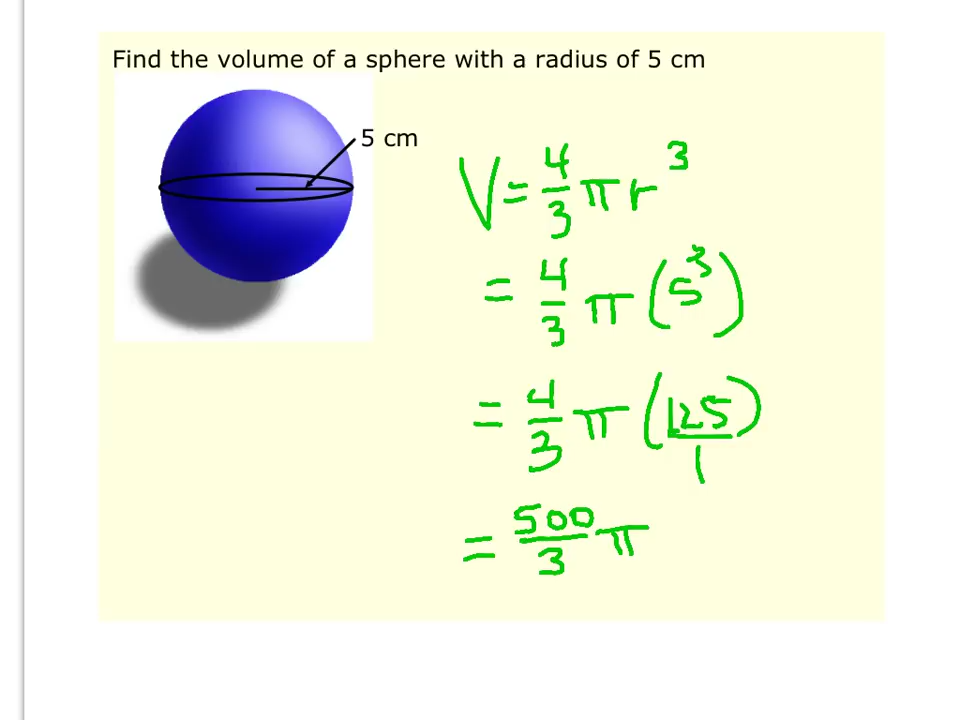 Find the volume of a sphere with a radius of 5 cm
5 cm
V = 4/3 π r³
= 4/3 π (5³)
= 4/3 π (125/1)
= 500/3 π